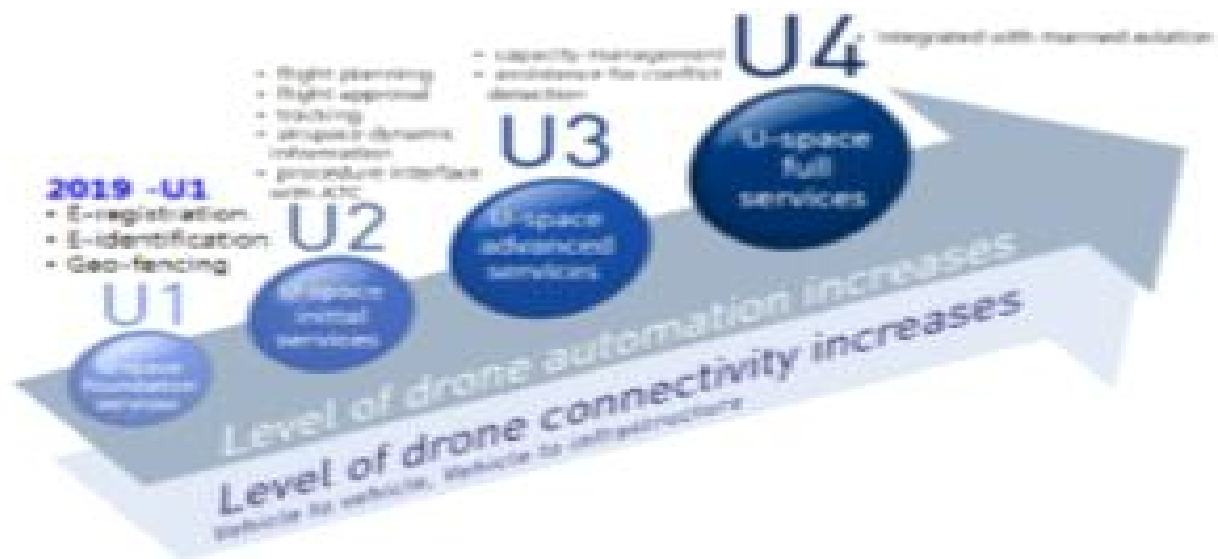 2019 -U1
• E-registration
• E-identification
• Geo-fencing
U1
U-space
foundation
services
• flight planning
• flight approval
• tracking
• airspace dynamic
information
• procedure interface
with ATC
U2
U-space
initial
services
• capacity management
• assistance for conflict
detection
U3
U-space
advanced
services
U4
• integrated with manned aviation
U-space
full
services
Level of drone automation increases
Level of drone connectivity increases
Vehicle to vehicle, Vehicle to infrastructure